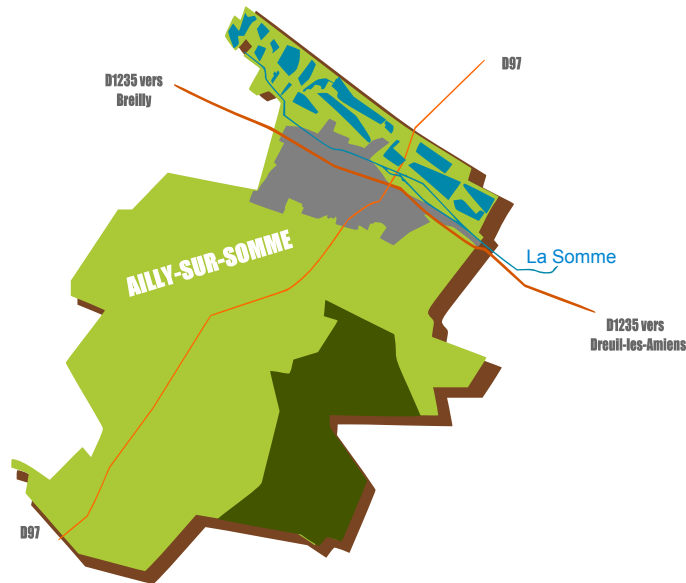 D97
D1235 vers
Breilly
AILLY-SUR-SOMME
La Somme
D1235 vers
Dreuil-les-Amiens
D97